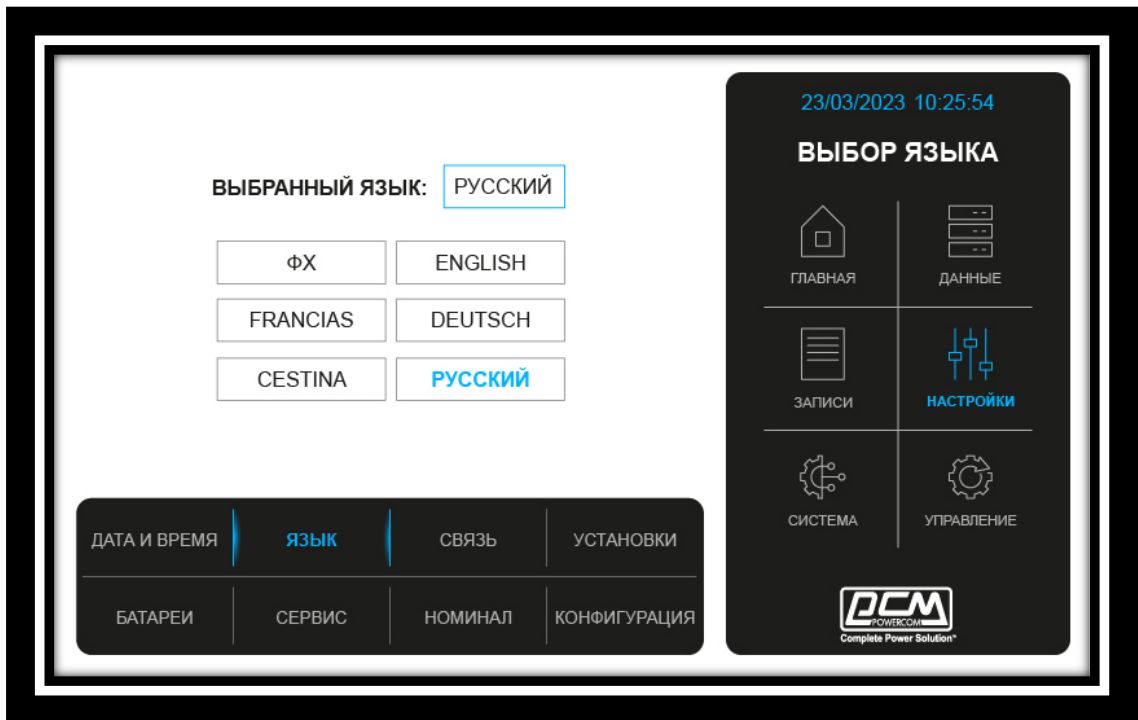 23/03/2023 10:25:54
ВЫБОР ЯЗЫКА
ВЫБРАННЫЙ ЯЗЫК: РУССКИЙ
ФХ ENGLISH
FRANCIAS DEUTSCH
CESTINA РУССКИЙ
ГЛАВНАЯ ДАННЫЕ
ЗАПИСИ НАСТРОЙКИ
СИСТЕМА УПРАВЛЕНИЕ
ДАТА И ВРЕМЯ ЯЗЫК СВЯЗЬ УСТАНОВКИ
БАТАРЕИ СЕРВИС НОМИНАЛ КОНФИГУРАЦИЯ
PCM
POWERCOM
Complete Power Solution™